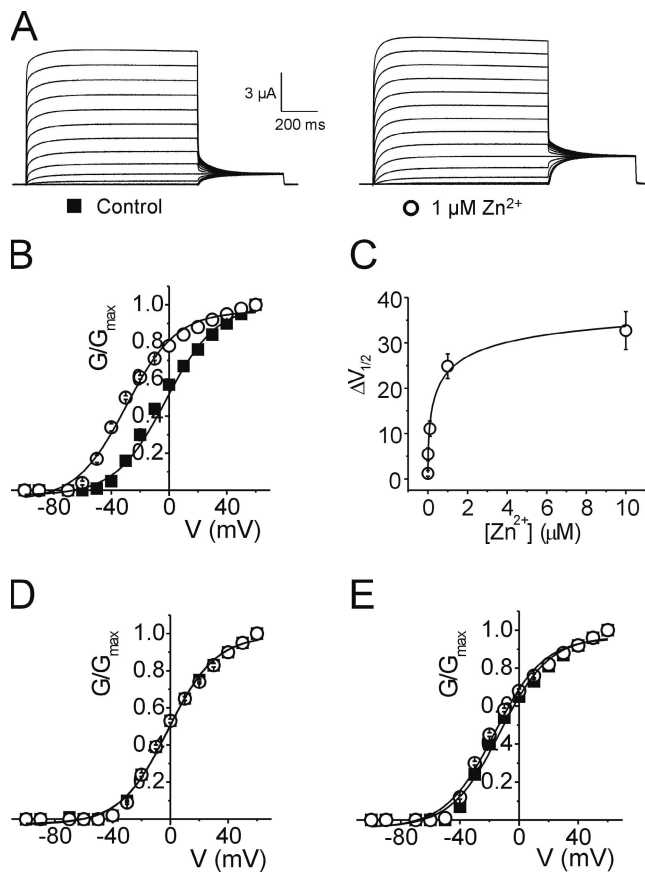 A
3 µA
200 ms
Control
1 µM Zn²⁺
B
G/Gmax
1.0
0.8
0.6
0.4
0.2
-80 -40 0 40
V (mV)
C
ΔV1/2
40
30
20
10
0
0 2 4 6 8 10
[Zn²⁺] (µM)
D
G/Gmax
1.0
0.8
0.6
0.4
0.2
-80 -40 0 40
V (mV)
E
G/Gmax
1.0
0.8
0.6
0.4
0.2
-80 -40 0 40
V (mV)